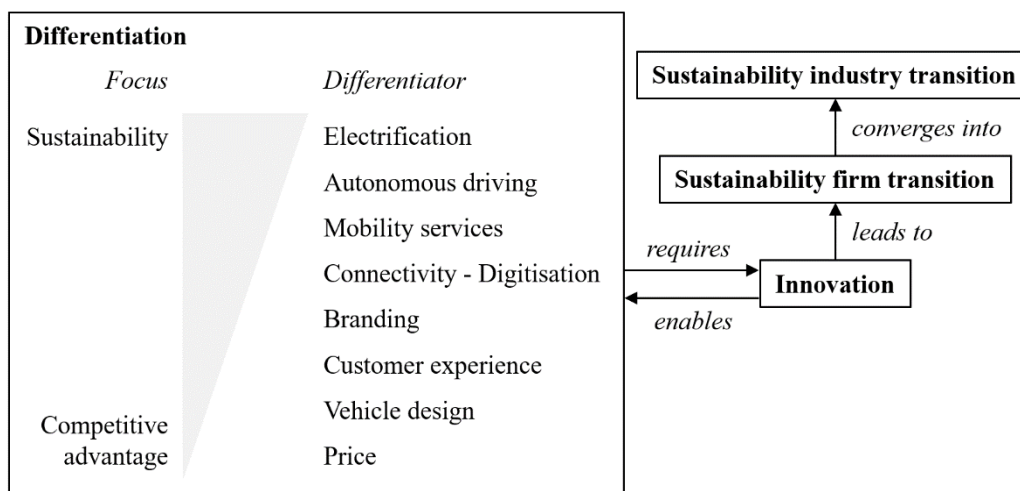 Differentiation
Focus
Differentiator
Sustainability
Electrification
Autonomous driving
Mobility services
Connectivity - Digitisation
Branding
Customer experience
Vehicle design
Competitive
advantage
Price
requires
enables
Sustainability industry transition
converges into
Sustainability firm transition
leads to
Innovation